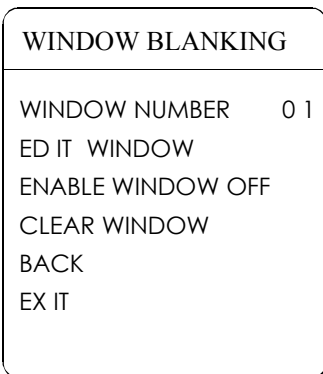 WINDOW BLANKING
WINDOW NUMBER 0 1
ED IT WINDOW
ENABLE WINDOW OFF
CLEAR WINDOW
BACK
EX IT